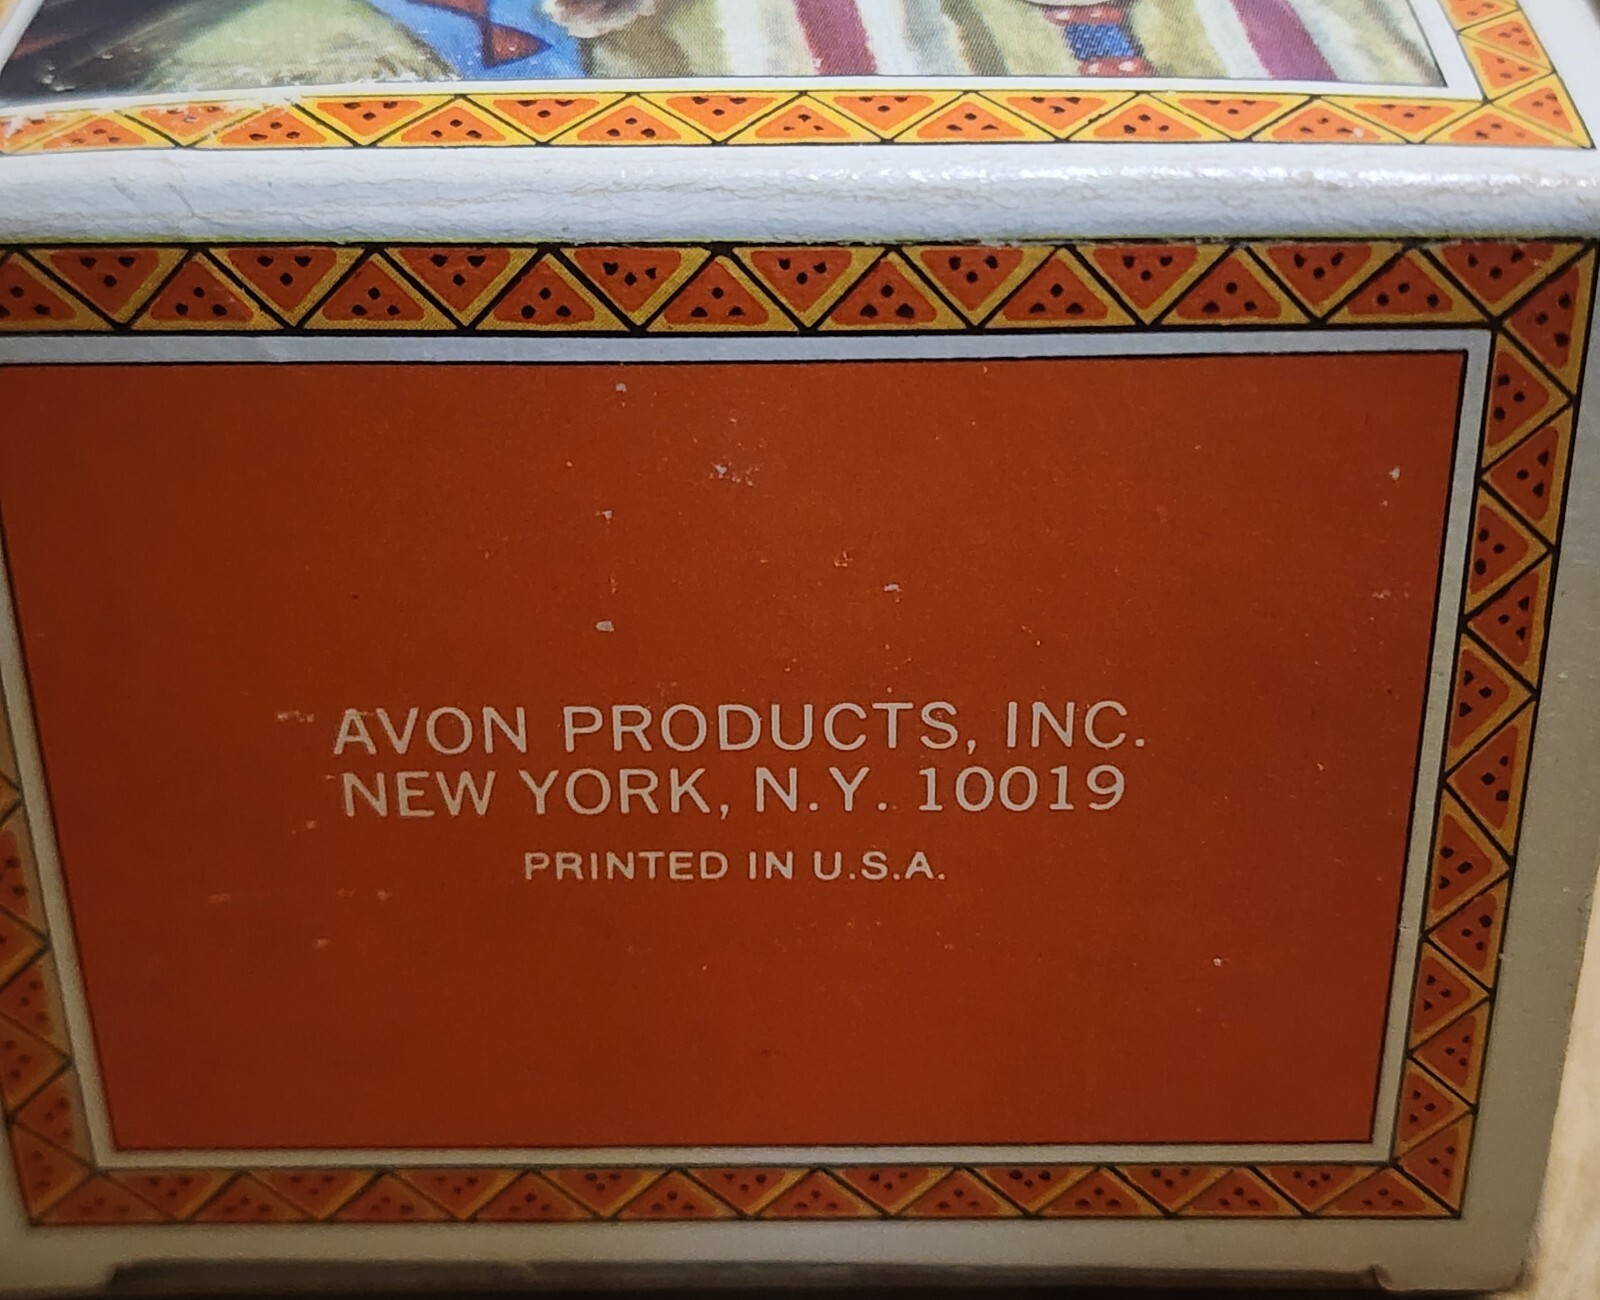 AVON PRODUCTS, INC.
NEW YORK, N.Y. 10019
PRINTED IN U.S.A.